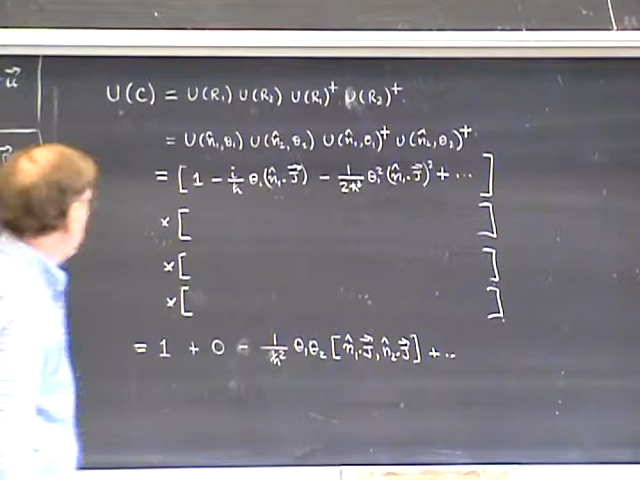 u⃗
U(C) = U(R₁) U(R₂) U(R₁)⁺ U(R₂)⁺
= U(n̂₁,θ₁) U(n̂₂,θ₂) U(n̂₁,θ₁)⁺ U(n̂₂,θ₂)⁺
= [ 1 - i/ħ θ₁(n̂₁·J⃗) - 1/2ħ² θ₁²(n̂₁·J⃗)² + ··· ]
× [ ]
× [ ]
× [ ]
= 1 + 0 - 1/ħ² θ₁θ₂ [n̂₁·J⃗, n̂₂·J⃗] + ..